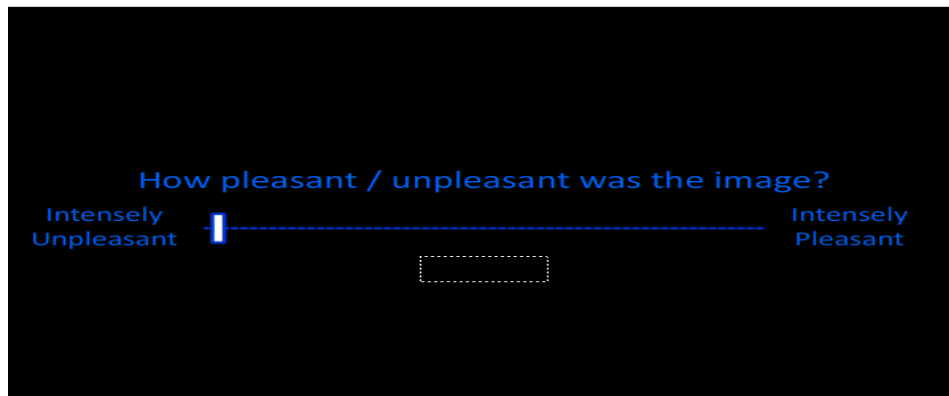 How pleasant / unpleasant was the image?
Intensely
Unpleasant
Intensely
Pleasant